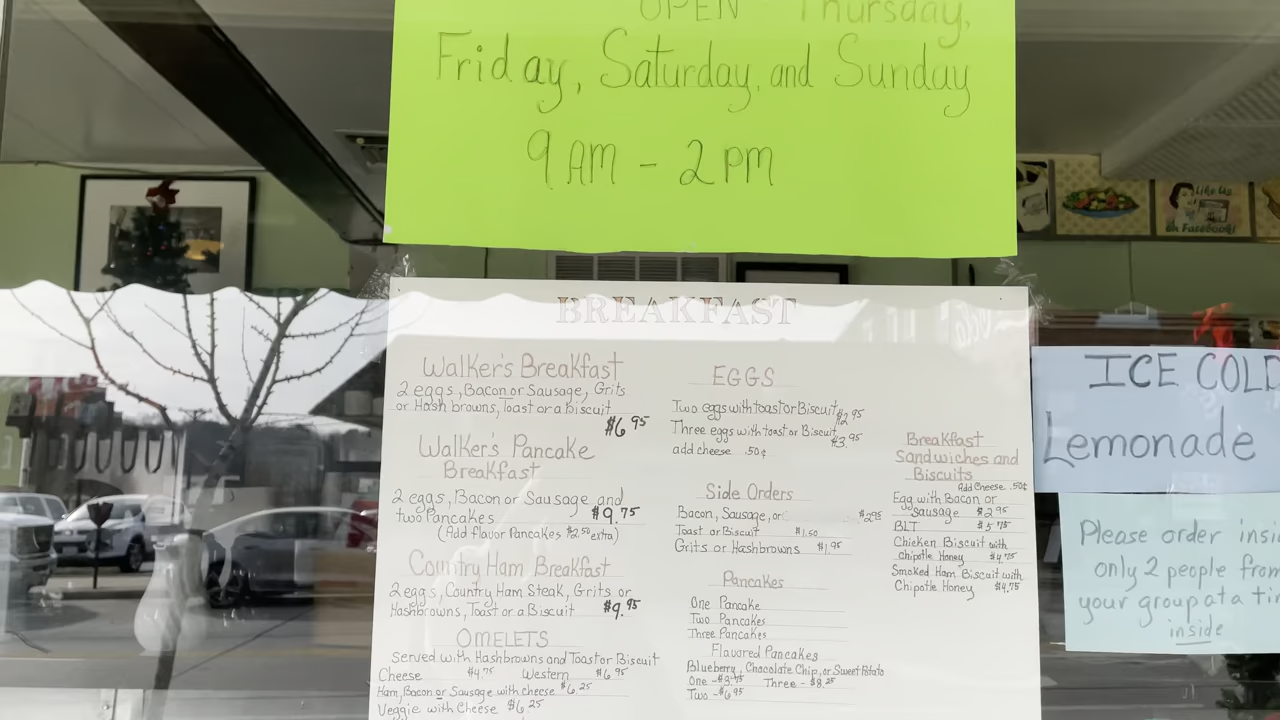 OPEN Thursday,
Friday, Saturday, and Sunday
9 AM - 2 PM
Like Us
on Facebook!
BREAKFAST
Walker's Breakfast
2 eggs, Bacon or Sausage, Grits
or Hash browns, Toast or a biscuit
$6.95
Walker's Pancake
Breakfast
2 eggs, Bacon or Sausage and
two Pancakes $9.75
(Add flavor Pancakes $2.50 extra)
Country Ham Breakfast
2 eggs, Country Ham Steak, Grits or
Hashbrowns, Toast or a Biscuit $9.95
OMELETS
Served with Hashbrowns and Toast or Biscuit
Cheese $4.75 Western $6.95
Ham, Bacon or Sausage with cheese $6.25
Veggie with Cheese $6.25
EGGS
Two eggs with toast or Biscuit $2.95
Three eggs with toast or Biscuit $3.95
add cheese .50¢
Side Orders
Bacon, Sausage, or $2.95
Toast or Biscuit $1.50
Grits or Hashbrowns $1.95
Pancakes
One Pancake
Two Pancakes
Three Pancakes
Flavored Pancakes
Blueberry, Chocolate Chip, or Sweet Potato
One - Three - $8.25
Two - $6.95
Breakfast
Sandwiches and
Biscuits
add Cheese .50¢
Egg with Bacon or
Sausage $2.95
BLT $5.75
Chicken Biscuit with
Chipotle Honey $4.75
Smoked Ham Biscuit with
Chipotle Honey $4.75
ICE COLD
Lemonade
Please order insi
only 2 people from
your group at a ti
inside